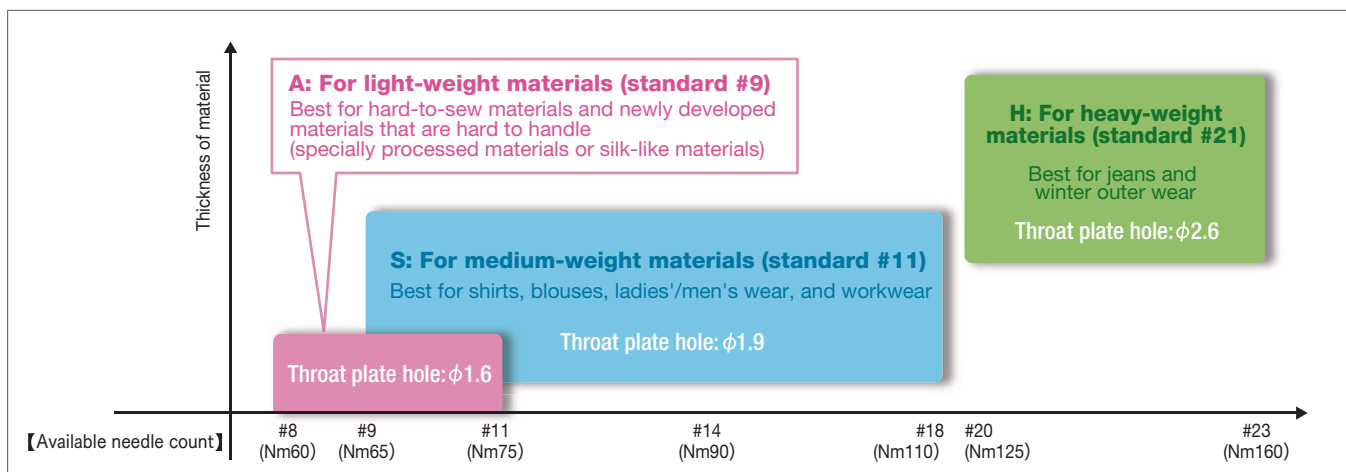 Thickness of material
A: For light-weight materials (standard #9)
Best for hard-to-sew materials and newly developed
materials that are hard to handle
(specially processed materials or silk-like materials)
H: For heavy-weight
materials (standard #21)
Best for jeans and
winter outer wear
Throat plate hole:φ2.6
S: For medium-weight materials (standard #11)
Best for shirts, blouses, ladies'/men's wear, and workwear
Throat plate hole:φ1.9
Throat plate hole:φ1.6
【Available needle count】
#8
(Nm60)
#9
(Nm65)
#11
(Nm75)
#14
(Nm90)
#18
(Nm110)
#20
(Nm125)
#23
(Nm160)